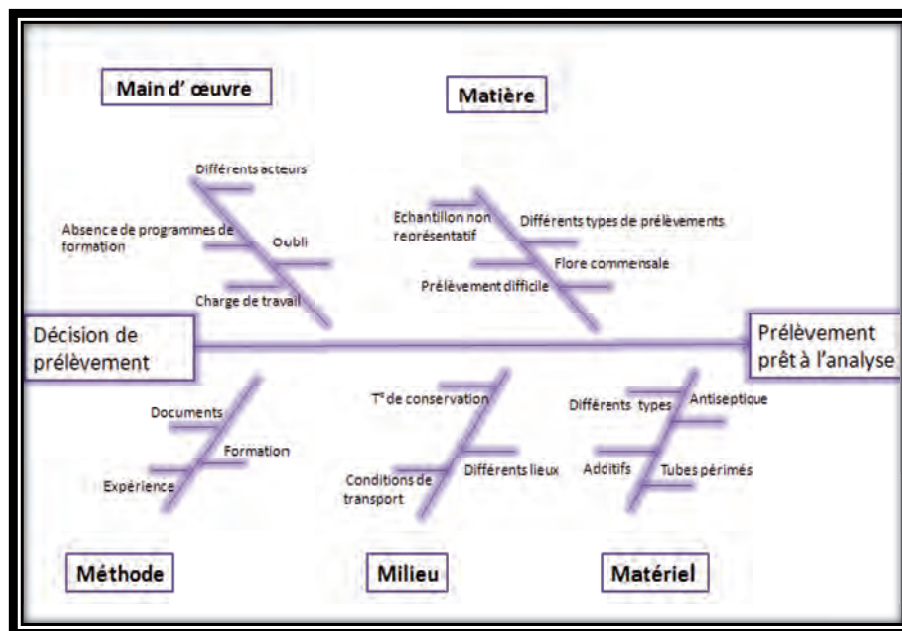 Main d' œuvre
Matière
Différents acteurs
Absence de programmes de
formation
Oubli
Charge de travail
Echantillon non
représentatif
Différents types de prélèvements
Flore commensale
Prélèvement difficile
Décision de
prélèvement
Prélèvement
prêt à l'analyse
Documents
Formation
Expérience
T° de conservation
Différents lieux
Conditions de
transport
Différents types
Antiseptique
Additifs
Tubes périmés
Méthode
Milieu
Matériel